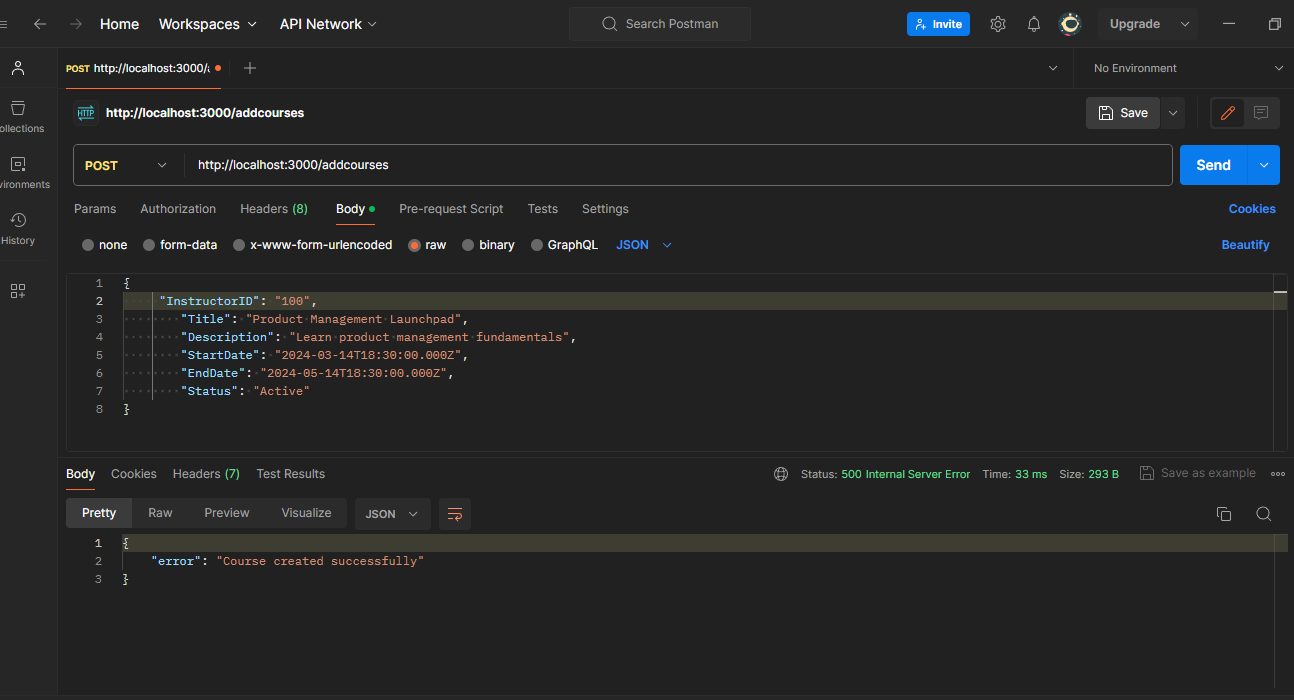 Home Workspaces API Network Search Postman Invite Upgrade
POST http://localhost:3000/a No Environment
HTTP http://localhost:3000/addcourses Save
ollections
POST http://localhost:3000/addcourses Send
vironments
Params Authorization Headers (8) Body Pre-request Script Tests Settings Cookies
History
none form-data x-www-form-urlencoded raw binary GraphQL JSON Beautify
1 {
2 "InstructorID": "100",
3 "Title": "Product Management Launchpad",
4 "Description": "Learn product management fundamentals",
5 "StartDate": "2024-03-14T18:30:00.000Z",
6 "EndDate": "2024-05-14T18:30:00.000Z",
7 "Status": "Active"
8 }
Body Cookies Headers (7) Test Results Status: 500 Internal Server Error Time: 33 ms Size: 293 B Save as example
Pretty Raw Preview Visualize JSON
1 {
2 "error": "Course created successfully"
3 }